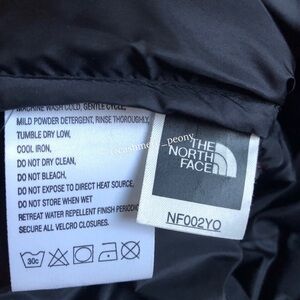 MACHINE WASH COLD, GENTLE CYCLE,
MILD POWDER DETERGENT, RINSE THOROUGHLY,
TUMBLE DRY LOW,
COOL IRON,
DO NOT DRY CLEAN,
DO NOT BLEACH,
DO NOT EXPOSE TO DIRECT HEAT SOURCE,
DO NOT STORE WHEN WET
RETREAT WATER REPELLENT FINISH PERIODIC
SECURE ALL VELCRO CLOSURES.
30c
THE
NORTH
FACE
NF002YO
cashmere_peony